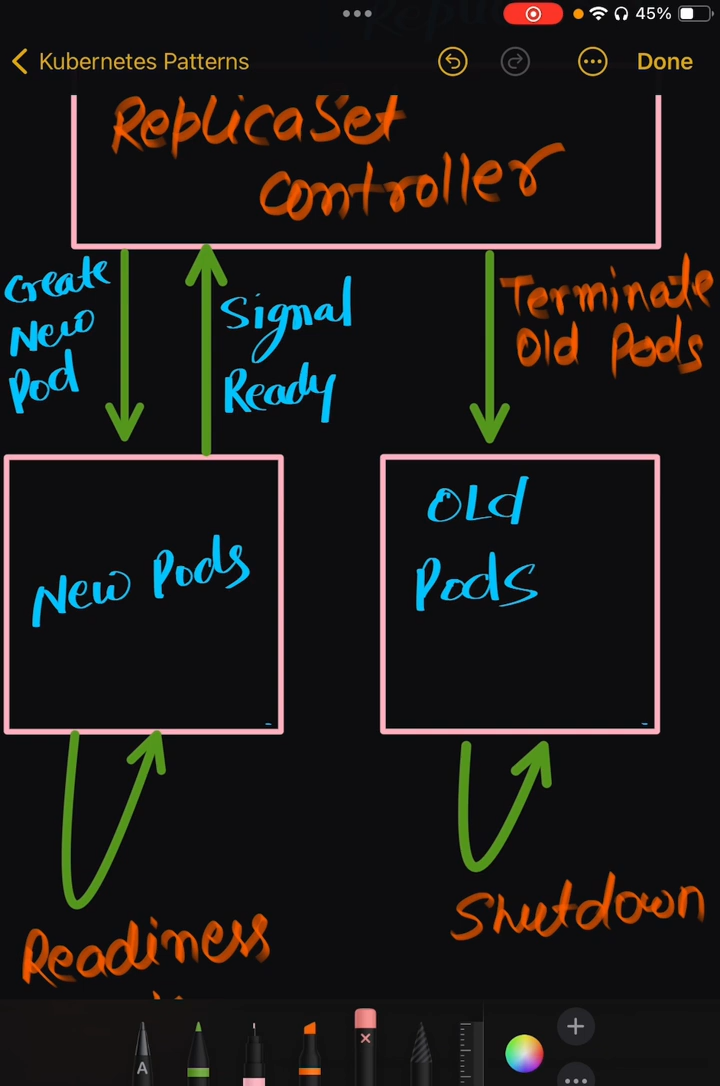 45%
Kubernetes Patterns
Done
ReplicaSet
Controller
Create
New
Pod
Signal
Ready
Terminate
Old Pods
New Pods
Old
Pods
Readiness
Shutdown
A